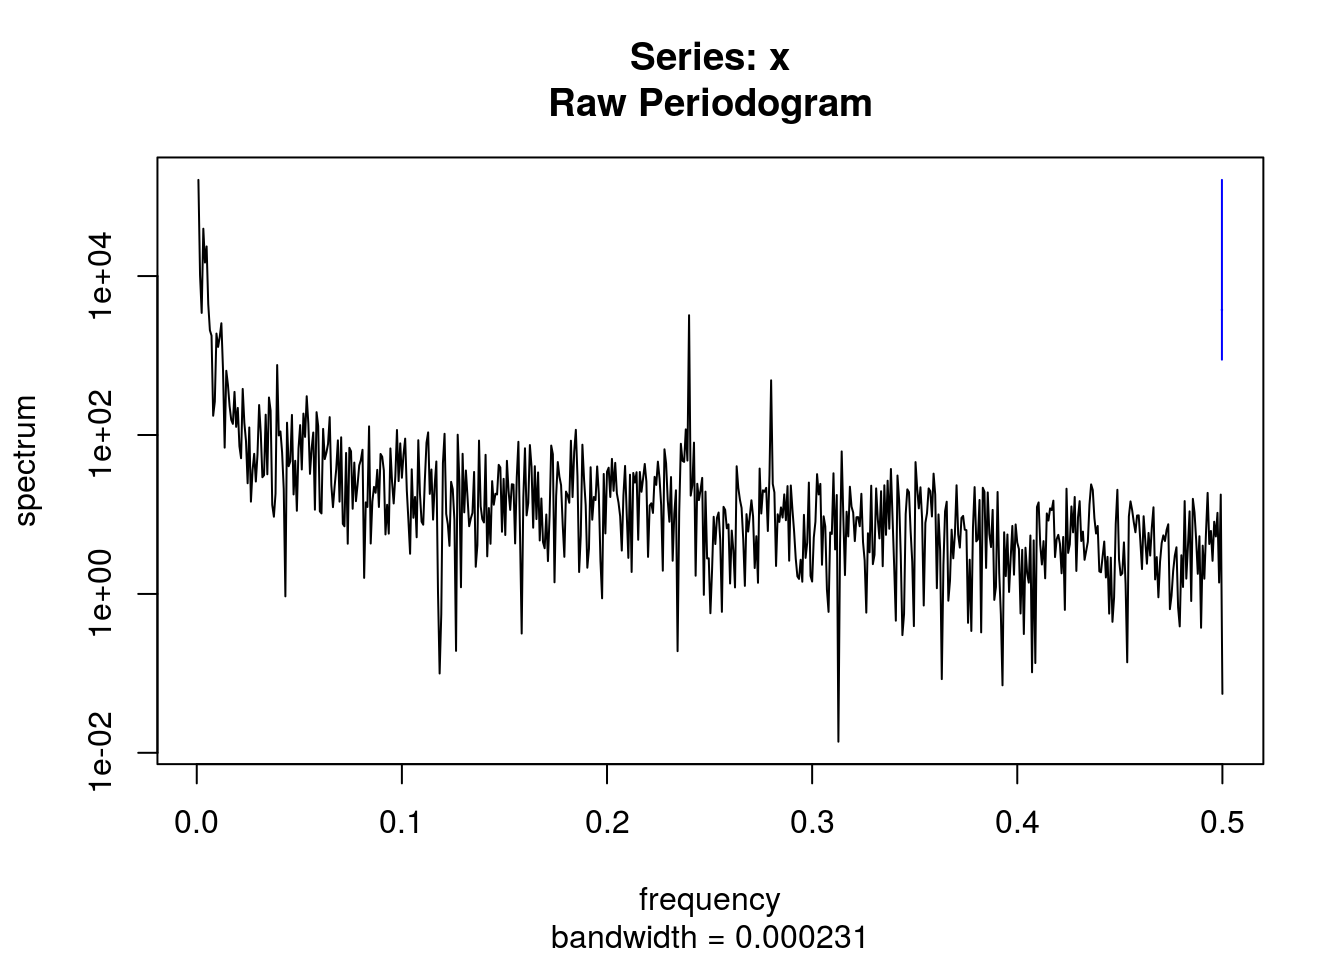 Series: x
Raw Periodogram
spectrum
1e+04
1e+02
1e+00
1e-02
0.0 0.1 0.2 0.3 0.4 0.5
frequency
bandwidth = 0.000231